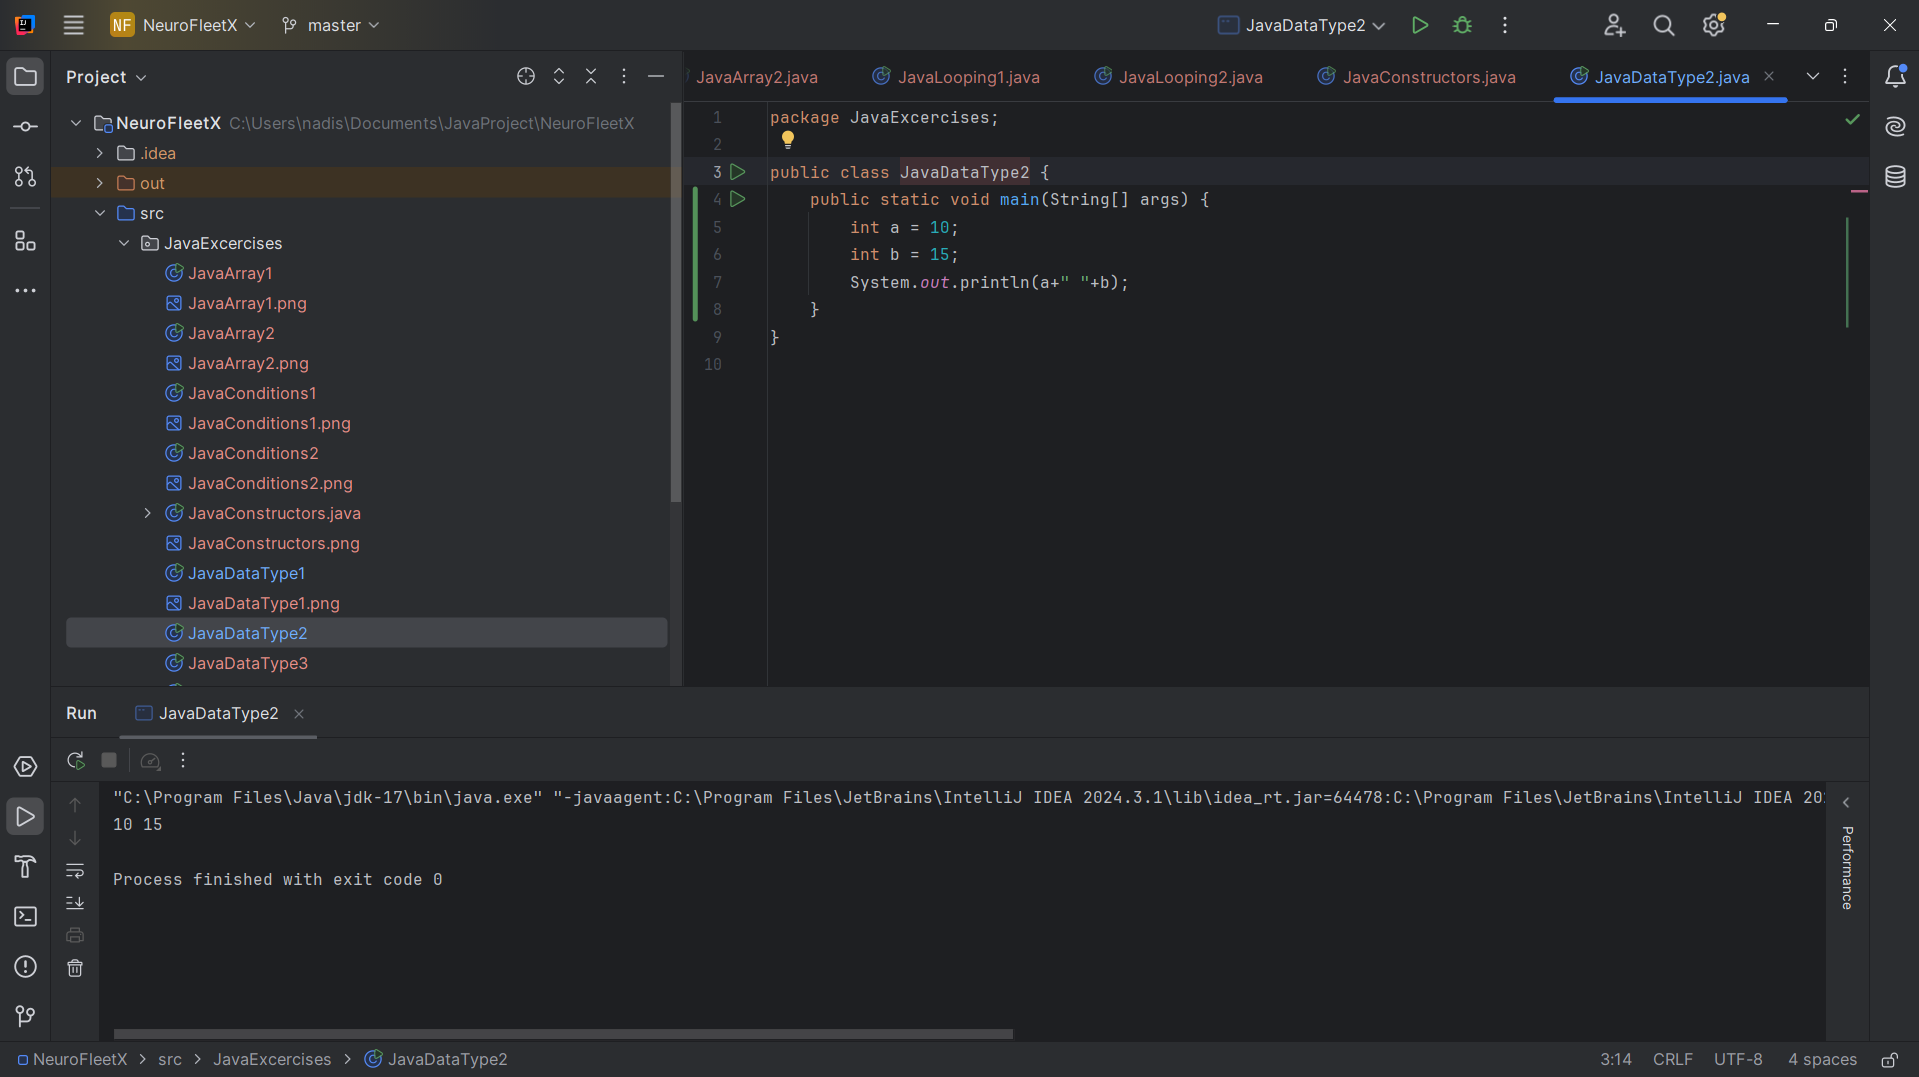 NF NeuroFleetX master JavaDataType2
Project
JavaArray2.java JavaLooping1.java JavaLooping2.java JavaConstructors.java JavaDataType2.java
NeuroFleetX C:\Users\nadis\Documents\JavaProject\NeuroFleetX
.idea
out
src
JavaExcercises
JavaArray1
JavaArray1.png
JavaArray2
JavaArray2.png
JavaConditions1
JavaConditions1.png
JavaConditions2
JavaConditions2.png
JavaConstructors.java
JavaConstructors.png
JavaDataType1
JavaDataType1.png
JavaDataType2
JavaDataType3
1 package JavaExcercises;
2
3 public class JavaDataType2 {
4 public static void main(String[] args) {
5 int a = 10;
6 int b = 15;
7 System.out.println(a+" "+b);
8 }
9 }
10
Run JavaDataType2
"C:\Program Files\Java\jdk-17\bin\java.exe" "-javaagent:C:\Program Files\JetBrains\IntelliJ IDEA 2024.3.1\lib\idea_rt.jar=64478:C:\Program Files\JetBrains\IntelliJ IDEA 20
10 15
Process finished with exit code 0
Performance
NeuroFleetX > src > JavaExcercises > JavaDataType2
3:14 CRLF UTF-8 4 spaces